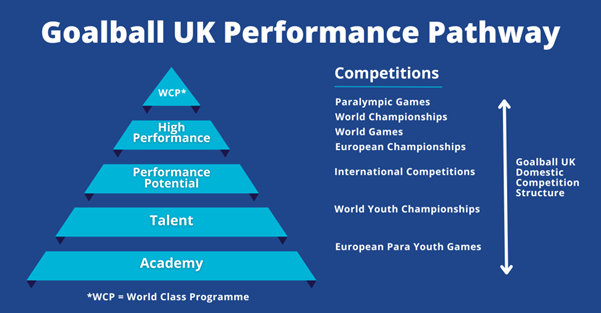 Goalball UK Performance Pathway
WCP*
High
Performance
Performance
Potential
Talent
Academy
*WCP = World Class Programme
Competitions
Paralympic Games
World Championships
World Games
European Championships
International Competitions
World Youth Championships
European Para Youth Games
Goalball UK
Domestic
Competition
Structure